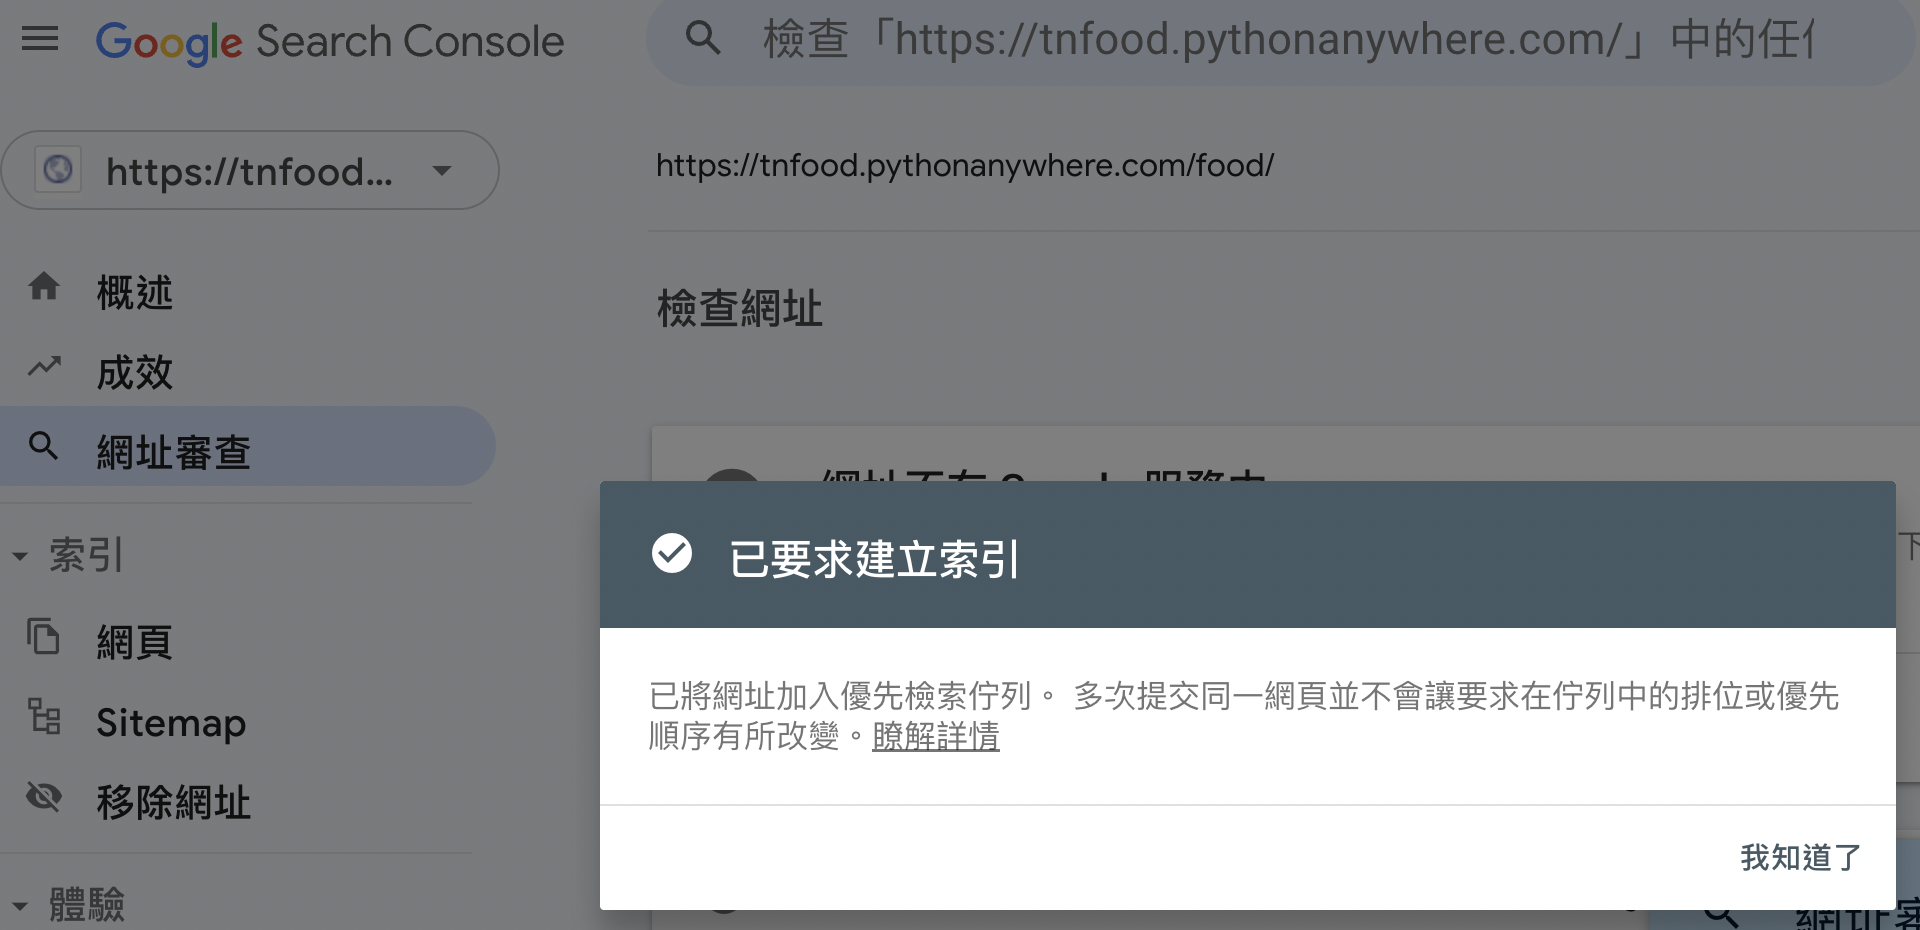 Google Search Console
檢查「https://tnfood.pythonanywhere.com/」中的任
https://tnfood...
https://tnfood.pythonanywhere.com/food/
概述
檢查網址
成效
網址審查
已要求建立索引
索引
網頁
已將網址加入優先檢索佇列。 多次提交同一網頁並不會讓要求在佇列中的排位或優先
順序有所改變。瞭解詳情
Sitemap
移除網址
我知道了
體驗